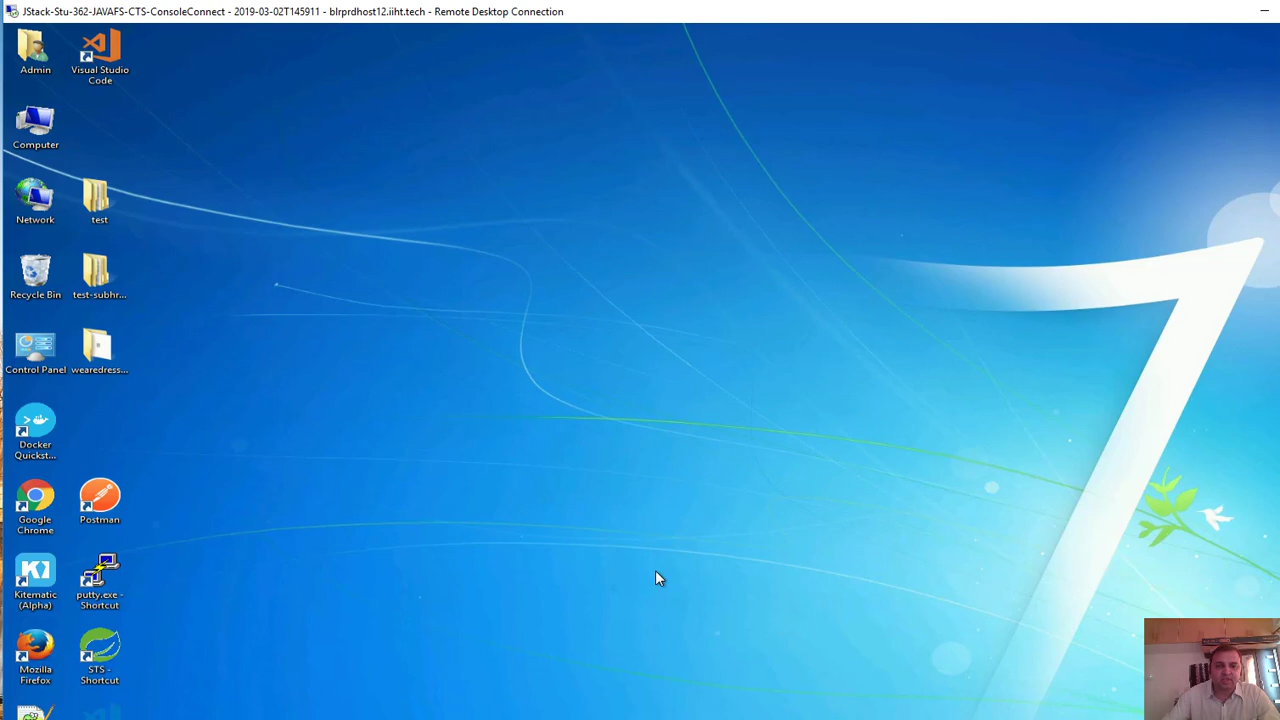 JStack-Stu-362-JAVAFS-CTS-ConsoleConnect - 2019-03-02T145911 - blrprdhost12.iiht.tech - Remote Desktop Connection
Admin
Visual Studio
Code
Computer
Network
test
Recycle Bin
test-subhr...
Control Panel
wearedress...
Docker
Quickst...
Google
Chrome
Postman
Kitematic
(Alpha)
putty.exe -
Shortcut
Mozilla
Firefox
STS -
Shortcut